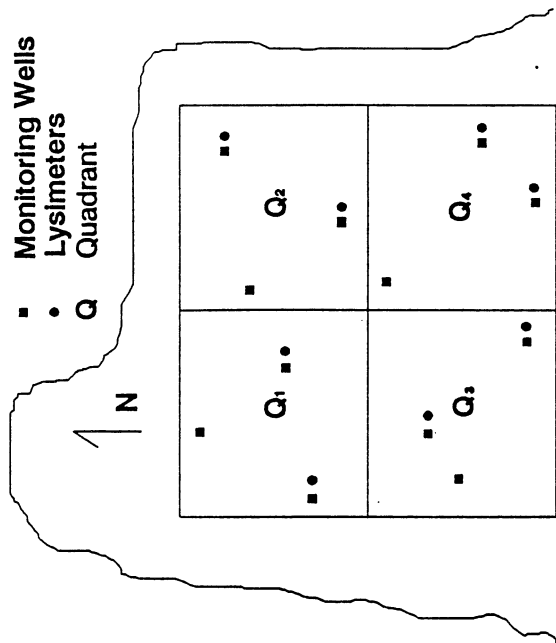 ■ Monitoring Wells
● Lysimeters
Q Quadrant
N
Q1
Q2
Q3
Q4